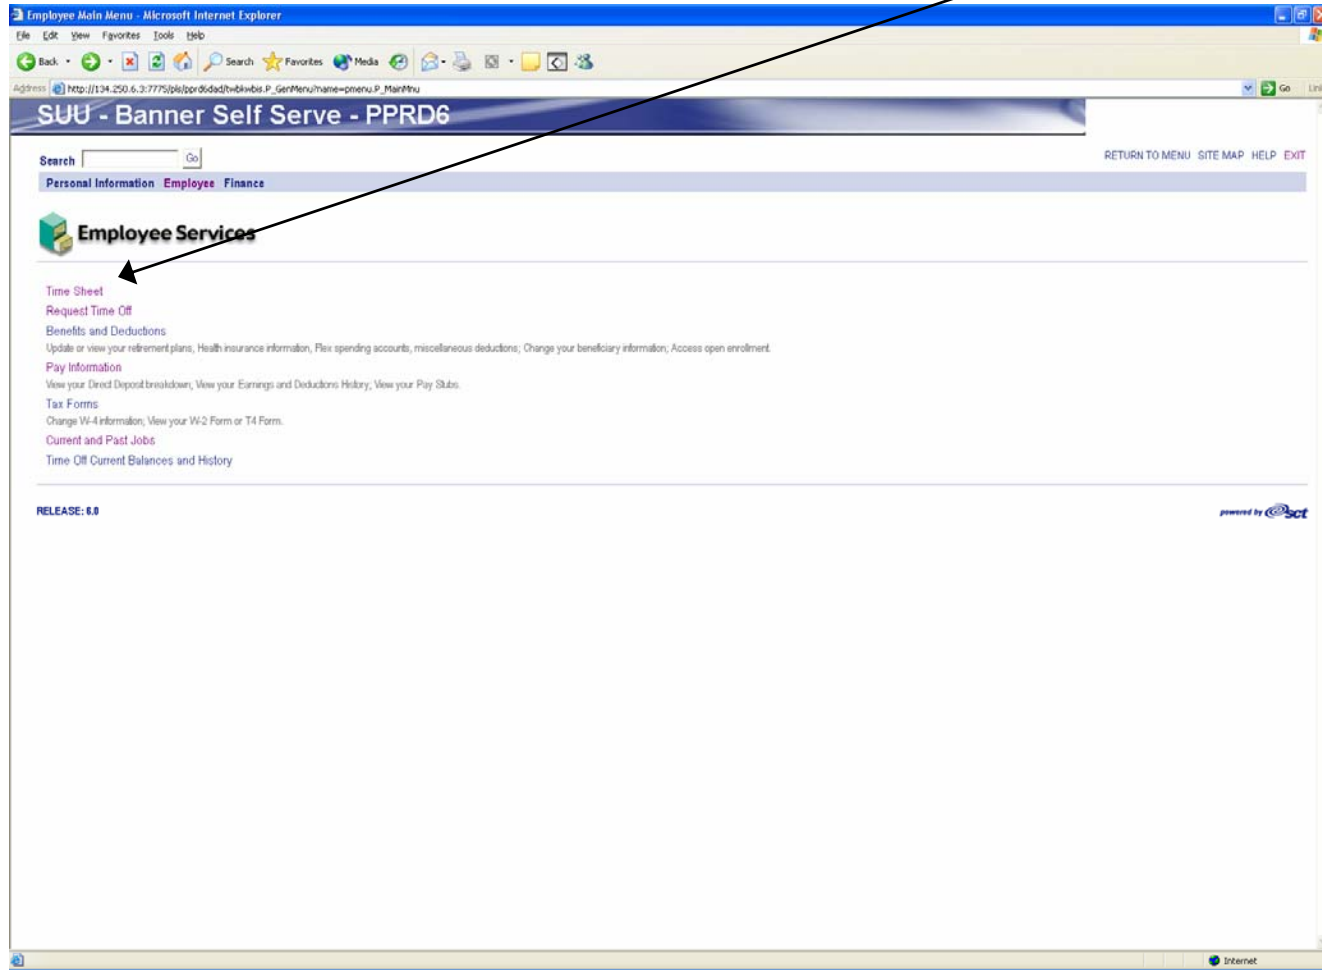 Employee Main Menu - Microsoft Internet Explorer
File Edit View Favorites Tools Help
Back Search Favorites Media
Address http://134.250.6.3:7775/pls/pprd6dad/twbkwbis.P_GenMenu?name=pmenu.P_MainMnu Go
SUU - Banner Self Serve - PPRD6
Search Go RETURN TO MENU SITE MAP HELP EXIT
Personal Information Employee Finance
Employee Services
Time Sheet
Request Time Off
Benefits and Deductions
Update or view your retirement plans, Health insurance information, Flex spending accounts, miscellaneous deductions; Change your beneficiary information; Access open enrollment.
Pay Information
View your Direct Deposit breakdown; View your Earnings and Deductions History; View your Pay Stubs.
Tax Forms
Change W-4 information; View your W-2 Form or T4 Form.
Current and Past Jobs
Time Off Current Balances and History
RELEASE: 6.0 powered by sct
Internet